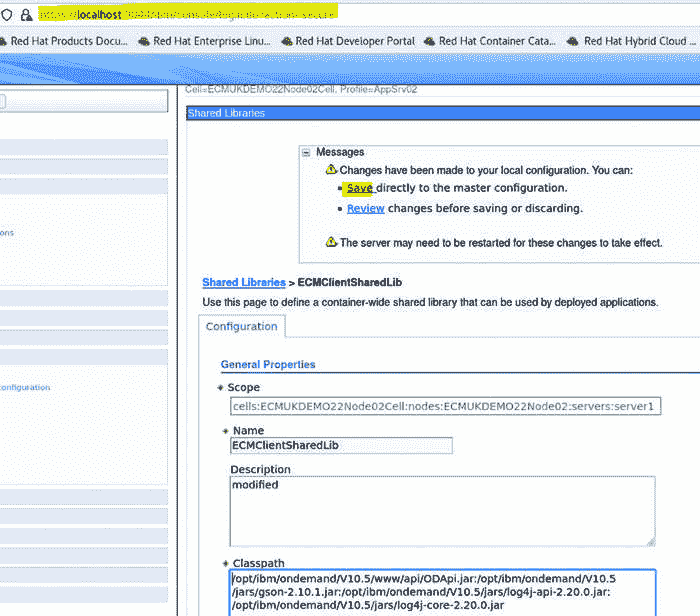 localhost
Red Hat Products Docu... Red Hat Enterprise Linu... Red Hat Developer Portal Red Hat Container Cata... Red Hat Hybrid Cloud ...
Cell=ECMUKDEMO22Node02Cell, Profile=AppSrv02
Shared Libraries
Messages
Changes have been made to your local configuration. You can:
Save directly to the master configuration.
Review changes before saving or discarding.
The server may need to be restarted for these changes to take effect.
ons
Shared Libraries > ECMClientSharedLib
Use this page to define a container-wide shared library that can be used by deployed applications.
Configuration
General Properties
onfiguration
Scope
cells:ECMUKDEMO22Node02Cell:nodes:ECMUKDEMO22Node02:servers:server1
Name
ECMClientSharedLib
Description
modified
Classpath
/opt/ibm/ondemand/V10.5/www/api/ODApi.jar:/opt/ibm/ondemand/V10.5
/jars/gson-2.10.1.jar:/opt/ibm/ondemand/V10.5/jars/log4j-api-2.20.0.jar:
/opt/ibm/ondemand/V10.5/jars/log4j-core-2.20.0.jar